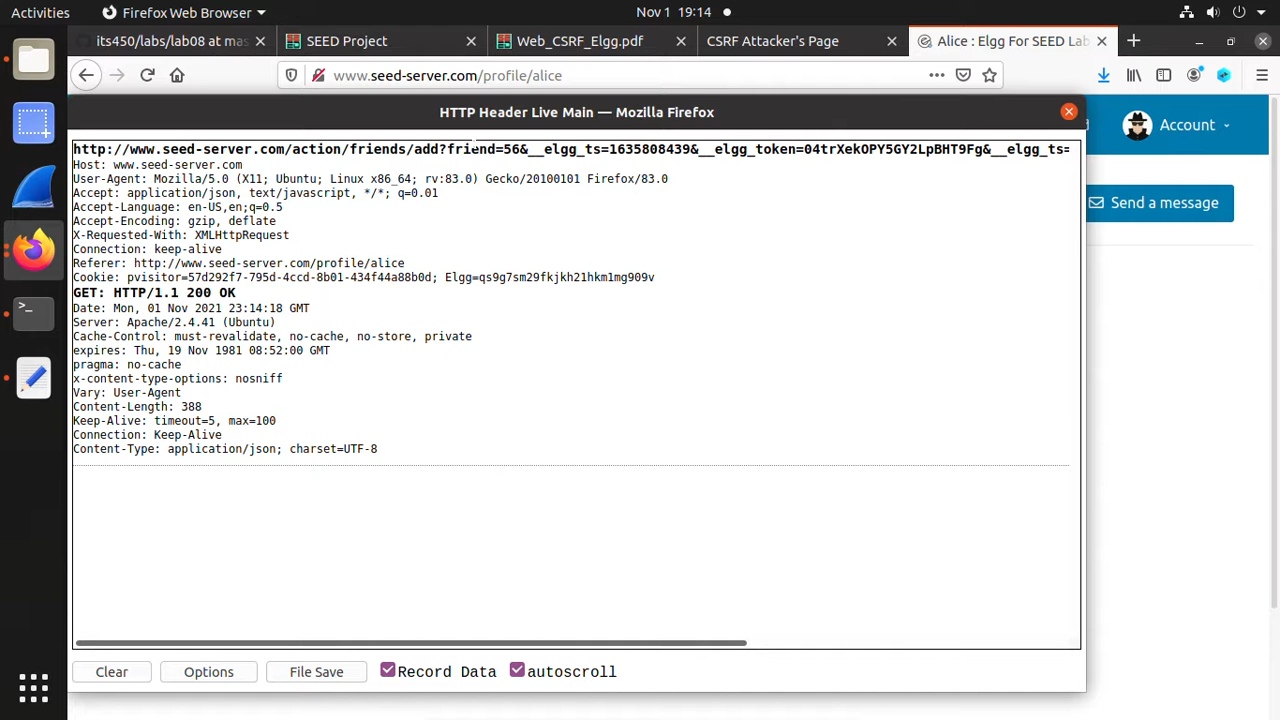 Activities Firefox Web Browser Nov 1 19:14
its450/labs/lab08 at mas SEED Project Web_CSRF_Elgg.pdf CSRF Attacker's Page Alice : Elgg For SEED Lab
www.seed-server.com/profile/alice
HTTP Header Live Main — Mozilla Firefox
Account
Send a message
http://www.seed-server.com/action/friends/add?friend=56&__elgg_ts=1635808439&__elgg_token=04trXekOPY5GY2LpBHT9Fg&__elgg_ts=
Host: www.seed-server.com
User-Agent: Mozilla/5.0 (X11; Ubuntu; Linux x86_64; rv:83.0) Gecko/20100101 Firefox/83.0
Accept: application/json, text/javascript, */*; q=0.01
Accept-Language: en-US,en;q=0.5
Accept-Encoding: gzip, deflate
X-Requested-With: XMLHttpRequest
Connection: keep-alive
Referer: http://www.seed-server.com/profile/alice
Cookie: pvisitor=57d292f7-795d-4ccd-8b01-434f44a88b0d; Elgg=qs9g7sm29fkjkh21hkm1mg909v
GET: HTTP/1.1 200 OK
Date: Mon, 01 Nov 2021 23:14:18 GMT
Server: Apache/2.4.41 (Ubuntu)
Cache-Control: must-revalidate, no-cache, no-store, private
expires: Thu, 19 Nov 1981 08:52:00 GMT
pragma: no-cache
x-content-type-options: nosniff
Vary: User-Agent
Content-Length: 388
Keep-Alive: timeout=5, max=100
Connection: Keep-Alive
Content-Type: application/json; charset=UTF-8
Clear Options File Save Record Data autoscroll